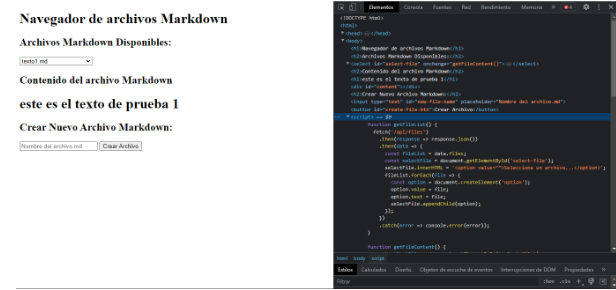 Navegador de archivos Markdown
Archivos Markdown Disponibles:
texto1.md
Contenido del archivo Markdown
este es el texto de prueba 1
Crear Nuevo Archivo Markdown:
Nombre del archivo.md Crear Archivo
Elementos Consola Fuentes Red Rendimiento Memoria
<!DOCTYPE html>
<html>
<head> </head>
<body>
<h1>Navegador de archivos Markdown</h1>
<h2>Archivos Markdown Disponibles:</h2>
<select id="select-file" onchange="getFileContent()"> </select>
<h2>Contenido del archivo Markdown</h2>
<h1>este es el texto de prueba 1</h1>
<div id="content"></div>
<h2>Crear Nuevo Archivo Markdown:</h2>
<input type="text" id="new-file-name" placeholder="Nombre del archivo.md">
<button id="create-file-btn">Crear Archivo</button>
<script> == $0
function getFileList() {
fetch('/api/files')
.then(response => response.json())
.then(data => {
const fileList = data.files;
const selectFile = document.getElementById('select-file');
selectFile.innerHTML = '<option value="">Selecciona un archivo...</option>';
fileList.forEach(file => {
const option = document.createElement('option');
option.value = file;
option.text = file;
selectFile.appendChild(option);
});
})
.catch(error => console.error(error));
}
function getFileContent() {
html body script
Estilos Calculados Diseño Objetos de escucha de eventos Interrupciones de DOM Propiedades
Filtrar :hov .cls